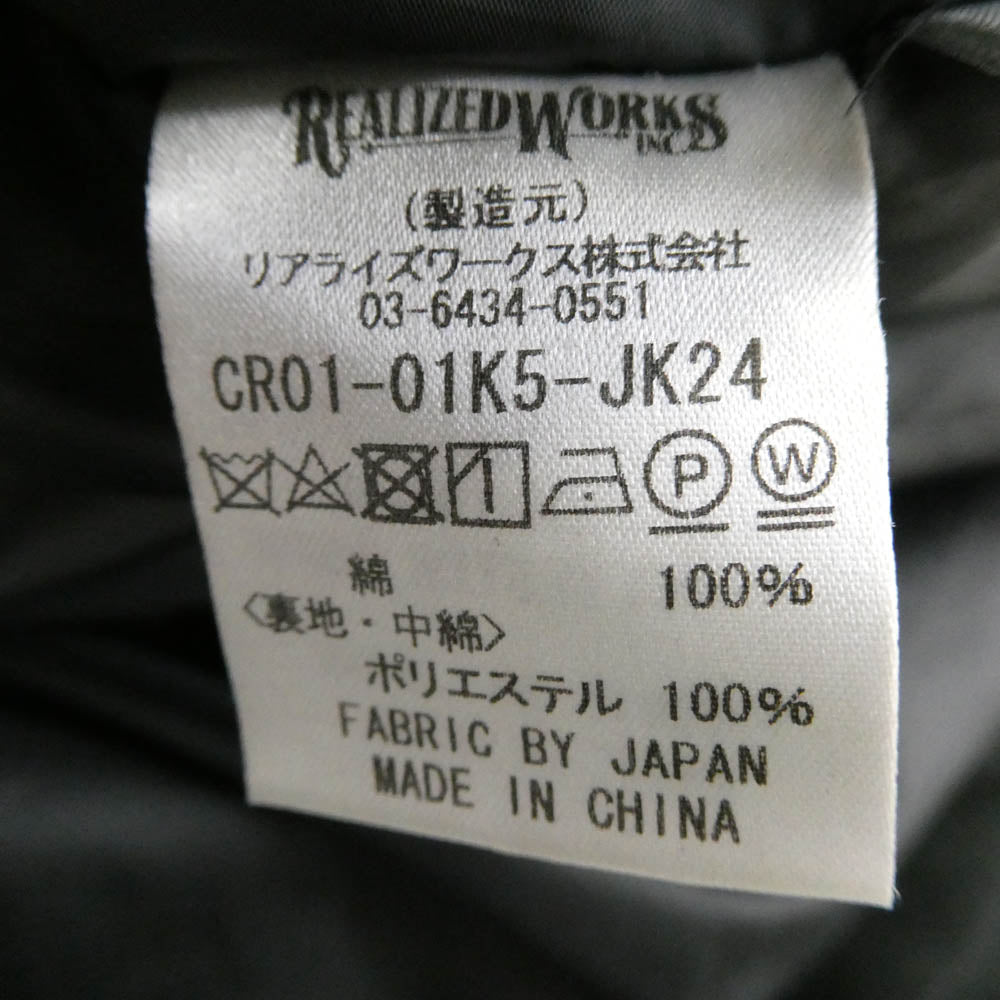 REALIZEDWORKS
INC.
(製造元)
リアライズワークス株式会社
03-6434-0551
CR01-01K5-JK24
P W
綿 100%
〈裏地・中綿〉
ポリエステル 100%
FABRIC BY JAPAN
MADE IN CHINA